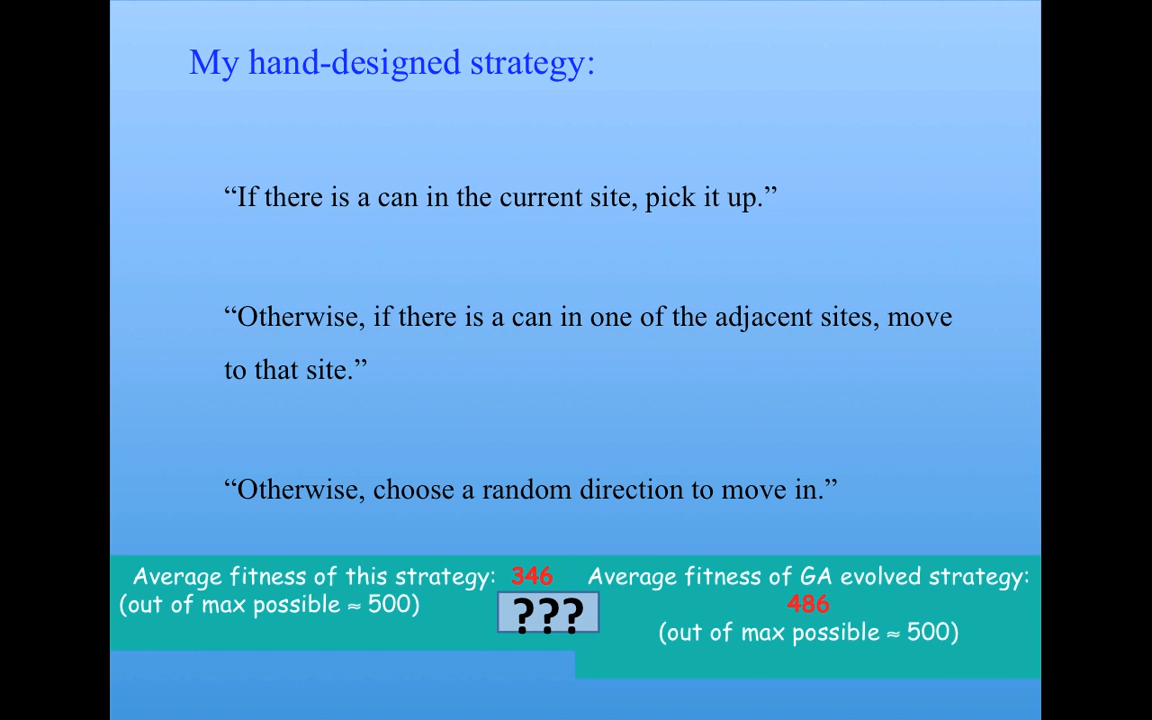 My hand-designed strategy:
“If there is a can in the current site, pick it up.”
“Otherwise, if there is a can in one of the adjacent sites, move
to that site.”
“Otherwise, choose a random direction to move in.”
Average fitness of this strategy: 346
(out of max possible ≈ 500)
???
Average fitness of GA evolved strategy:
486
(out of max possible ≈ 500)